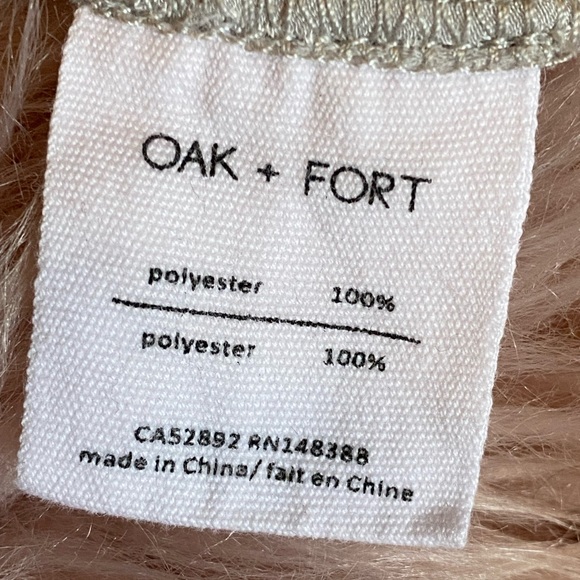 OAK + FORT
polyester 100%
polyester 100%
CA52892 RN148388
made in China/fait en Chine